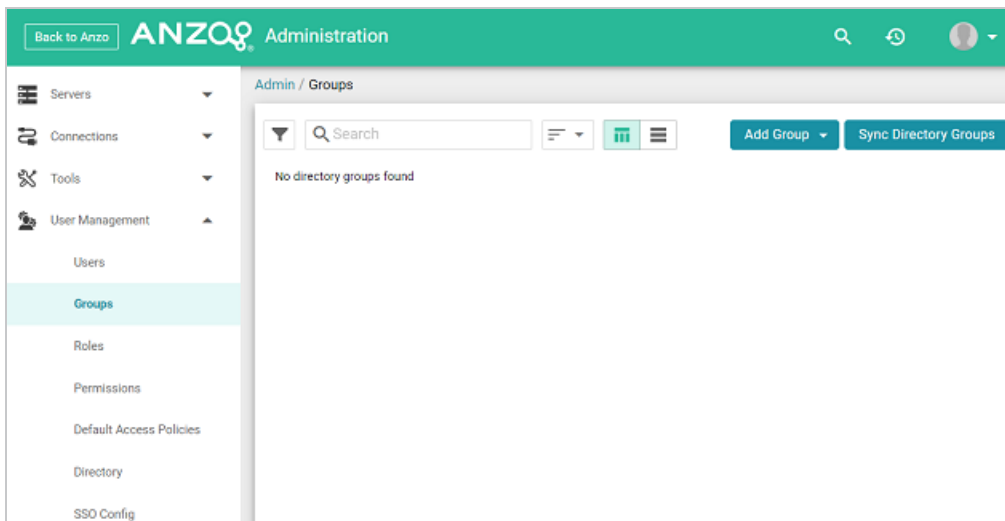 Back to Anzo ANZO® Administration
Servers
Connections
Tools
User Management
Users
Groups
Roles
Permissions
Default Access Policies
Directory
SSO Config
Admin / Groups
Search
Add Group
Sync Directory Groups
No directory groups found